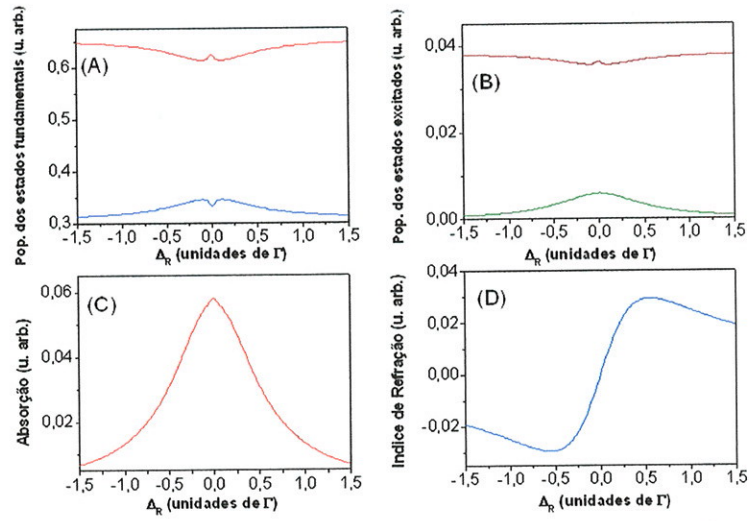 Pop. dos estados fundamentais (u. arb.)
0,6
0,5
0,4
0,3
(A)
-1,5 -1,0 -0,5 0,0 0,5 1,0 1,5
Δ_R (unidades de Γ)
Pop. dos estados excitados (u. arb.)
0,04
0,02
0,00
(B)
-1,5 -1,0 -0,5 0,0 0,5 1,0 1,5
Δ_R (unidades de Γ)
Absorção (u. arb.)
0,06
0,04
0,02
(C)
-1,5 -1,0 -0,5 0,0 0,5 1,0 1,5
Δ_R (unidades de Γ)
Indice de Refração (u. arb.)
0,04
0,02
0,00
-0,02
(D)
-1,5 -1,0 -0,5 0,0 0,5 1,0 1,5
Δ_R (unidades de Γ)